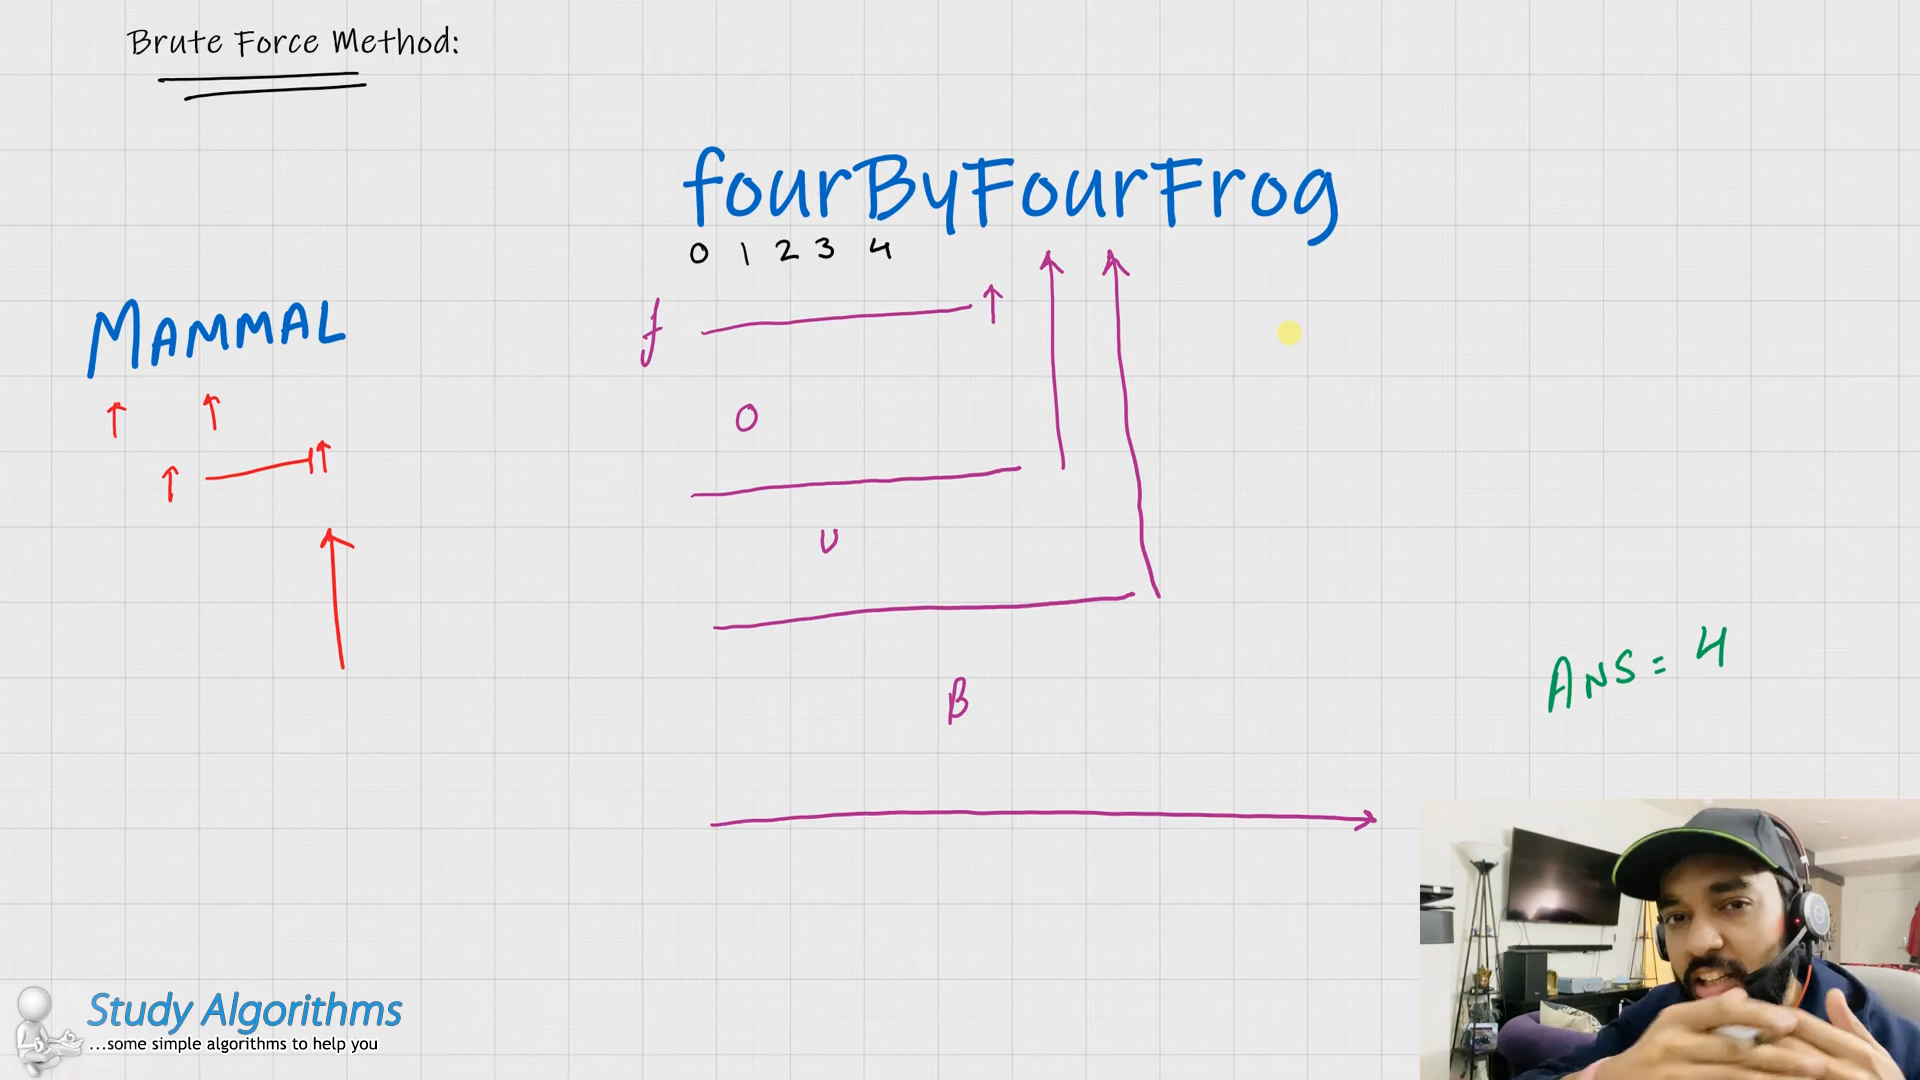 Brute Force Method:
fourByFourFrog
0 1 2 3 4
MAMMAL
f
O
U
B
ANS = 4
Study Algorithms
...some simple algorithms to help you